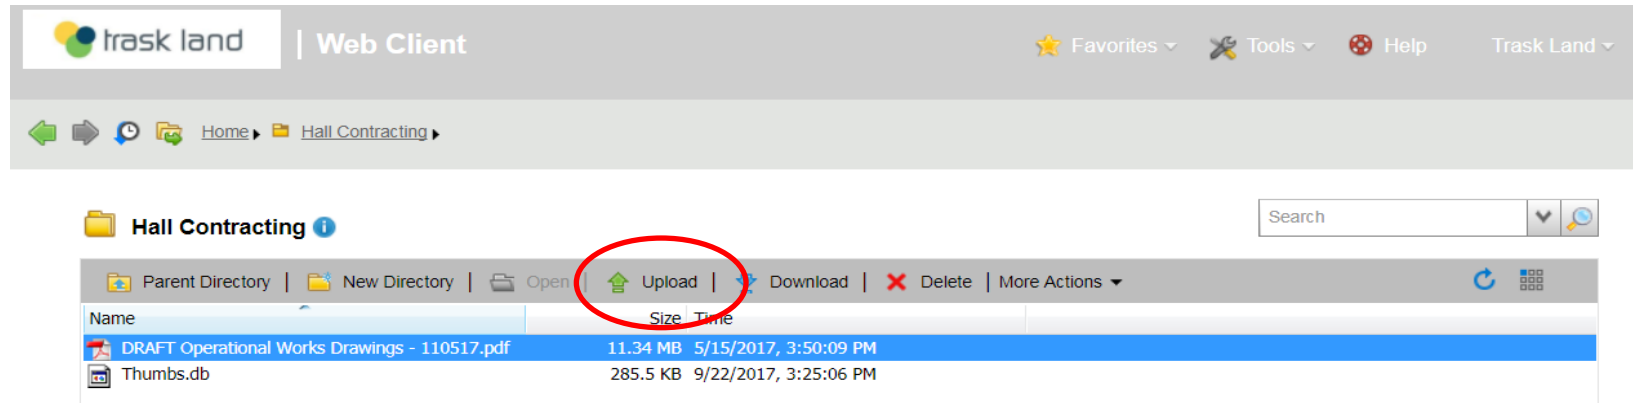 trask land | Web Client Favorites Tools Help Trask Land
Home Hall Contracting
Hall Contracting
Search
Parent Directory | New Directory | Open | Upload | Download | Delete | More Actions
Name Size Time
DRAFT Operational Works Drawings - 110517.pdf 11.34 MB 5/15/2017, 3:50:09 PM
Thumbs.db 285.5 KB 9/22/2017, 3:25:06 PM